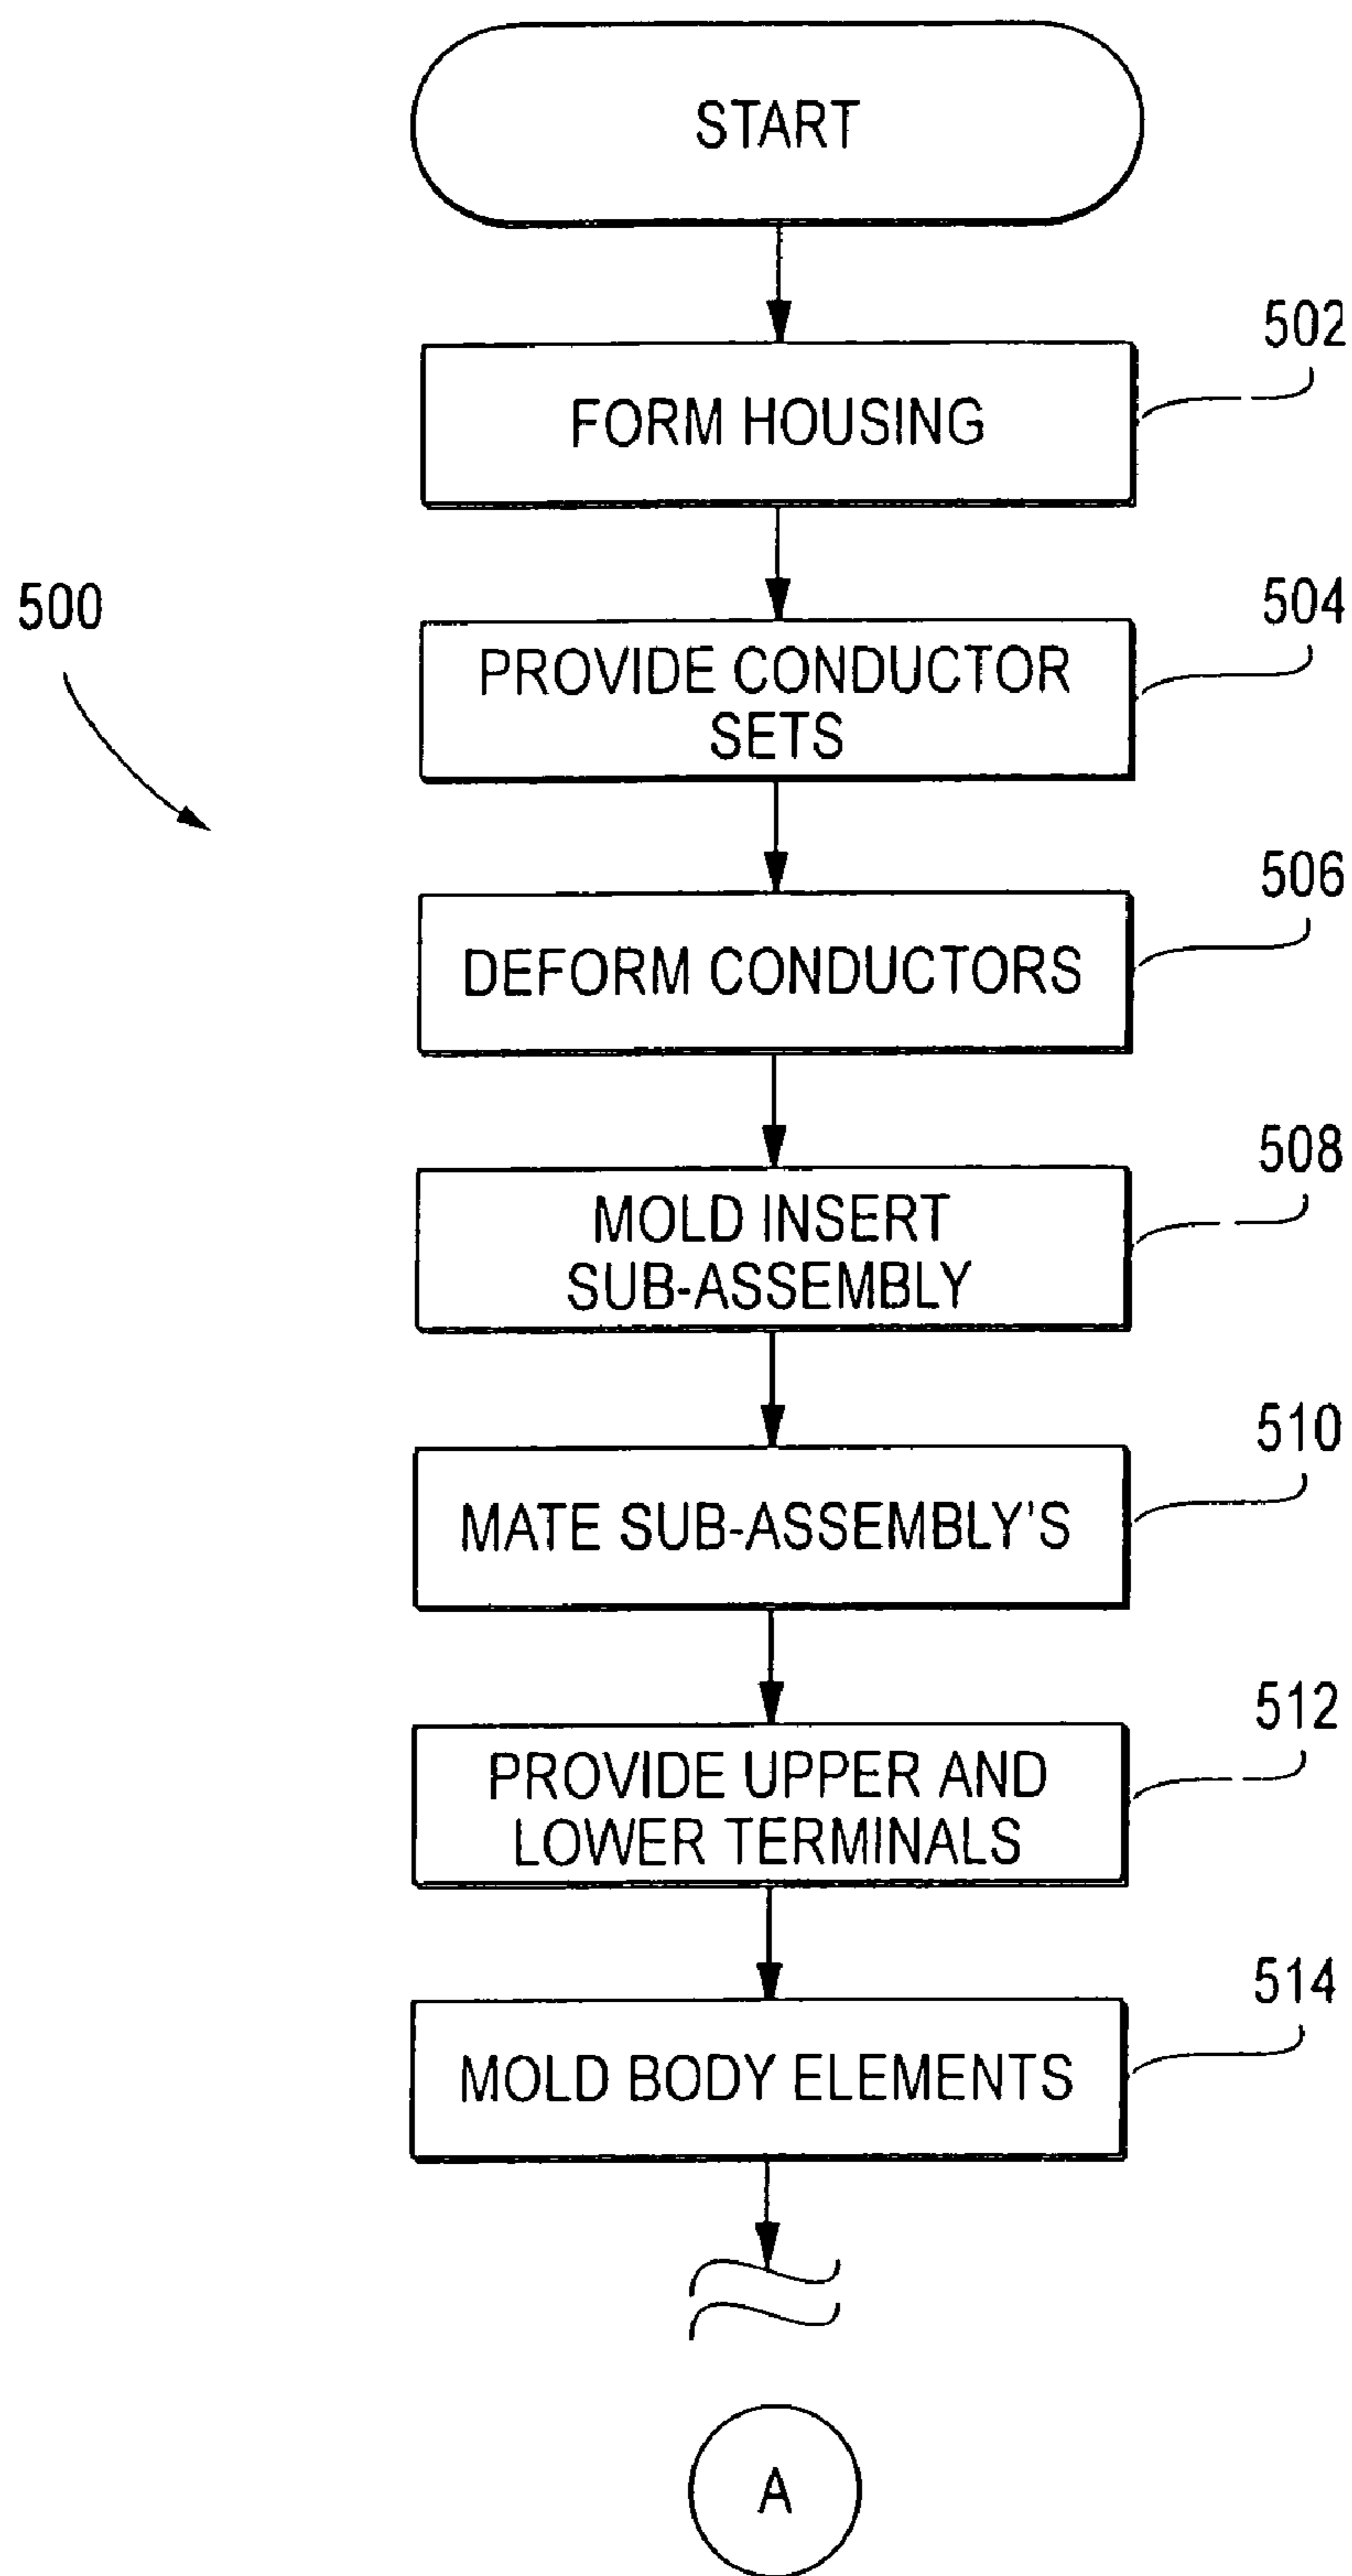 START
502
FORM HOUSING
500
504
PROVIDE CONDUCTOR
SETS
506
DEFORM CONDUCTORS
508
MOLD INSERT
SUB-ASSEMBLY
510
MATE SUB-ASSEMBLY'S
512
PROVIDE UPPER AND
LOWER TERMINALS
514
MOLD BODY ELEMENTS
A